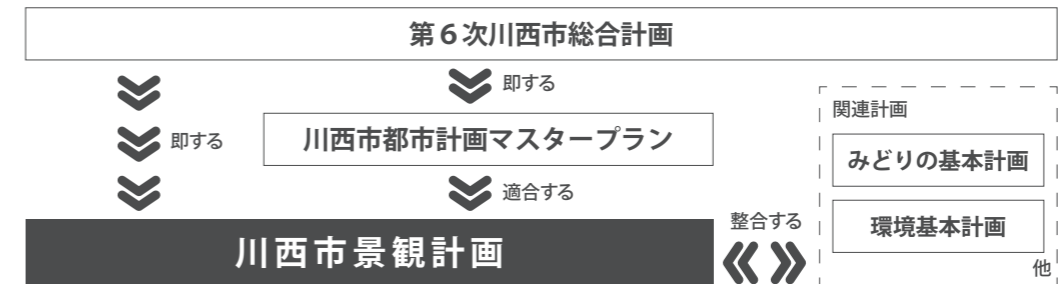 第６次川西市総合計画
即する
即する
川西市都市計画マスタープラン
適合する
川西市景観計画
整合する
関連計画
みどりの基本計画
環境基本計画
他